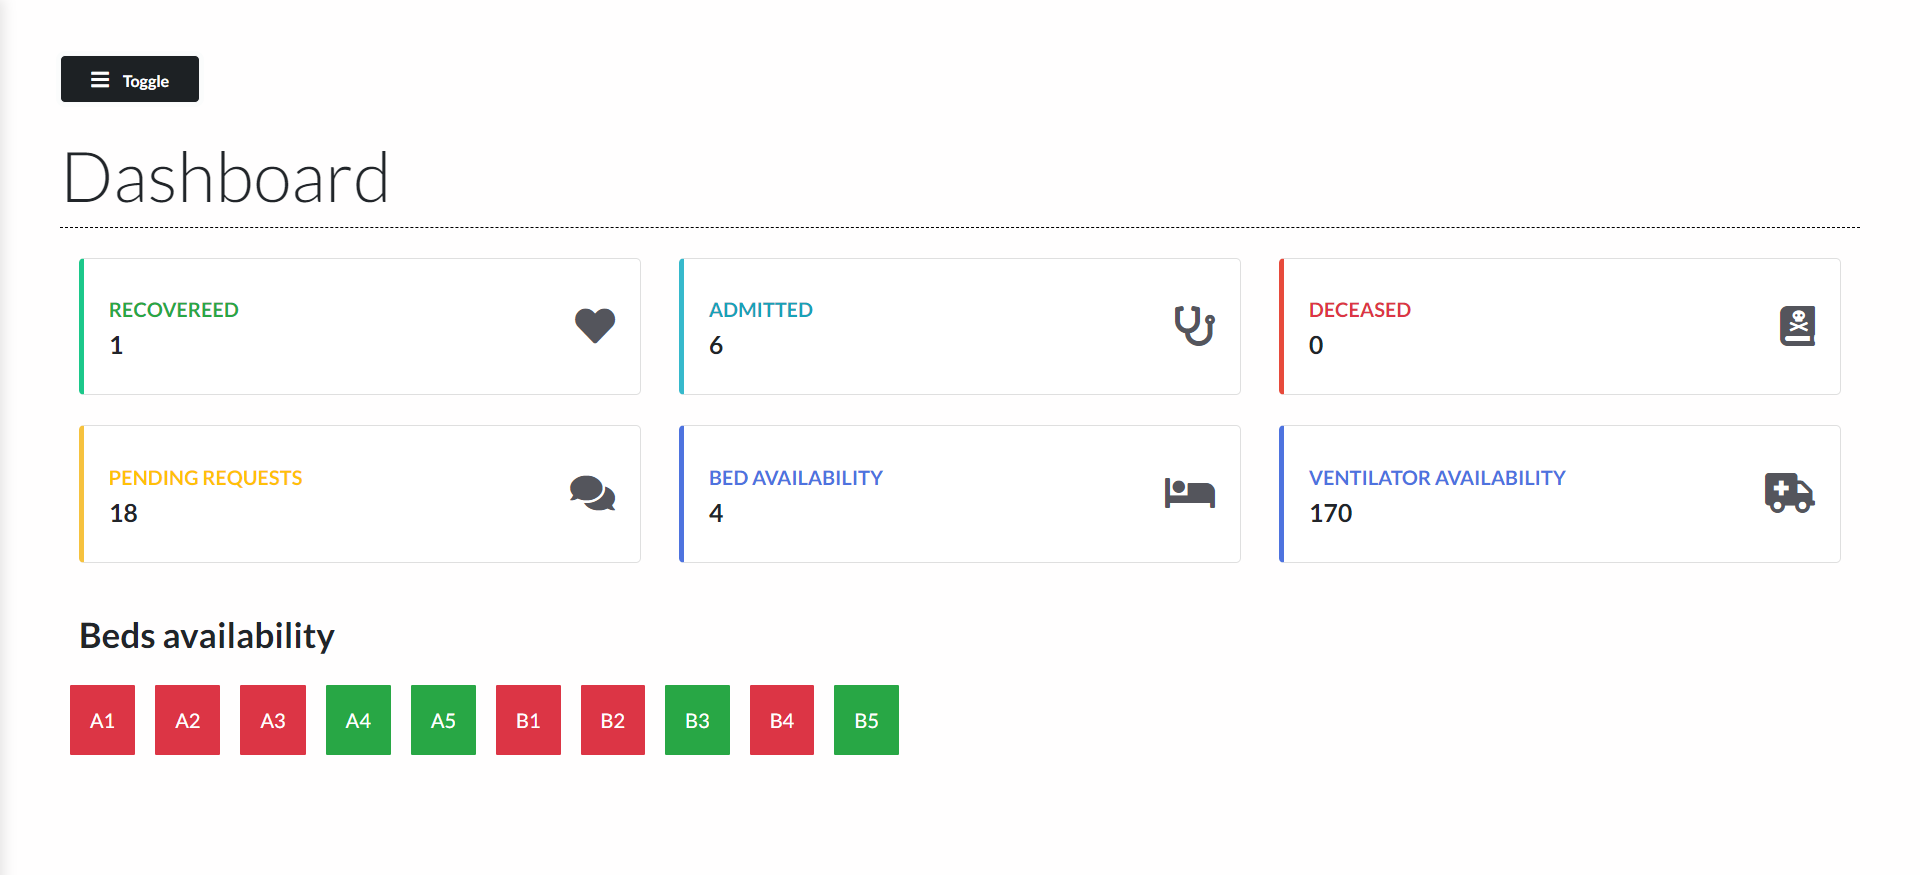 Toggle
Dashboard
RECOVEREED
1
ADMITTED
6
DECEASED
0
PENDING REQUESTS
18
BED AVAILABILITY
4
VENTILATOR AVAILABILITY
170
Beds availability
A1 A2 A3 A4 A5 B1 B2 B3 B4 B5